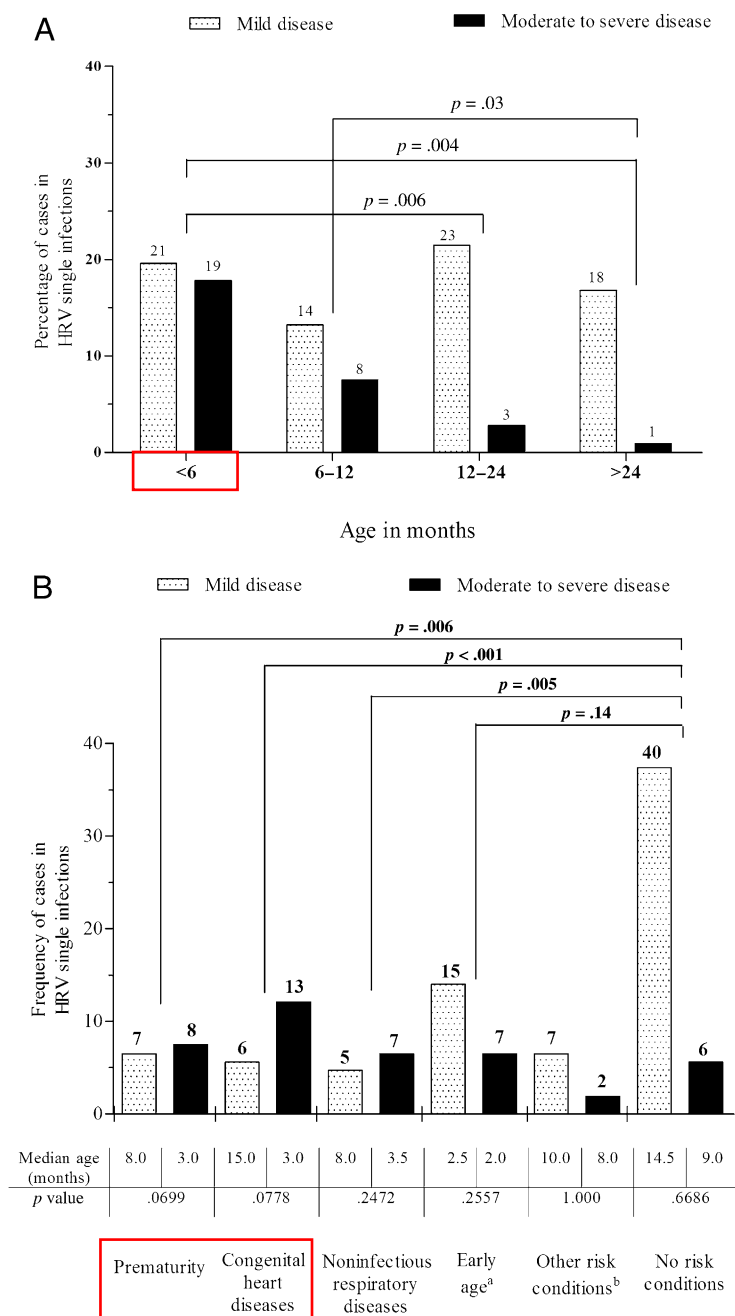 A
Mild disease
Moderate to severe disease
40
30
20
10
0
Percentage of cases in
HRV single infections
p = .03
p = .004
p = .006
21
19
14
8
23
3
18
1
<6
6–12
12–24
>24
Age in months
B
Mild disease
Moderate to severe disease
p = .006
p < .001
p = .005
p = .14
40
30
20
10
0
Frequency of cases in
HRV single infections
7
8
6
13
5
7
15
7
7
2
40
6
Median age
(months)
8.0
3.0
15.0
3.0
8.0
3.5
2.5
2.0
10.0
8.0
14.5
9.0
p value
.0699
.0778
.2472
.2557
1.000
.6686
Prematurity
Congenital
heart
diseases
Noninfectious
respiratory
diseases
Early
ageᵃ
Other risk
conditionsᵇ
No risk
conditions